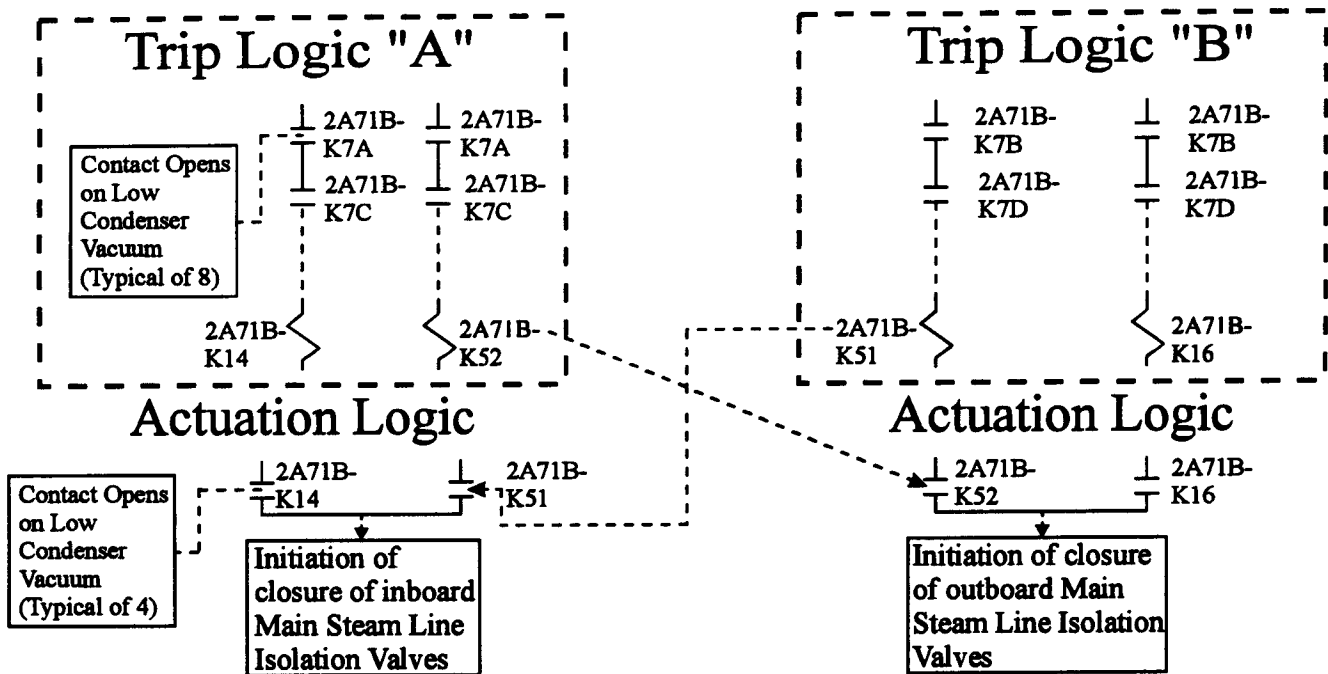 Trip Logic "A"
2A71B-
K7A
2A71B-
K7A
2A71B-
K7C
2A71B-
K7C
Contact Opens
on Low
Condenser
Vacuum
(Typical of 8)
2A71B-
K14
2A71B-
K52
Trip Logic "B"
2A71B-
K7B
2A71B-
K7B
2A71B-
K7D
2A71B-
K7D
2A71B-
K51
2A71B-
K16
Actuation Logic
2A71B-
K14
2A71B-
K51
Contact Opens
on Low
Condenser
Vacuum
(Typical of 4)
Initiation of
closure of inboard
Main Steam Line
Isolation Valves
Actuation Logic
2A71B-
K52
2A71B-
K16
Initiation of closure
of outboard Main
Steam Line Isolation
Valves